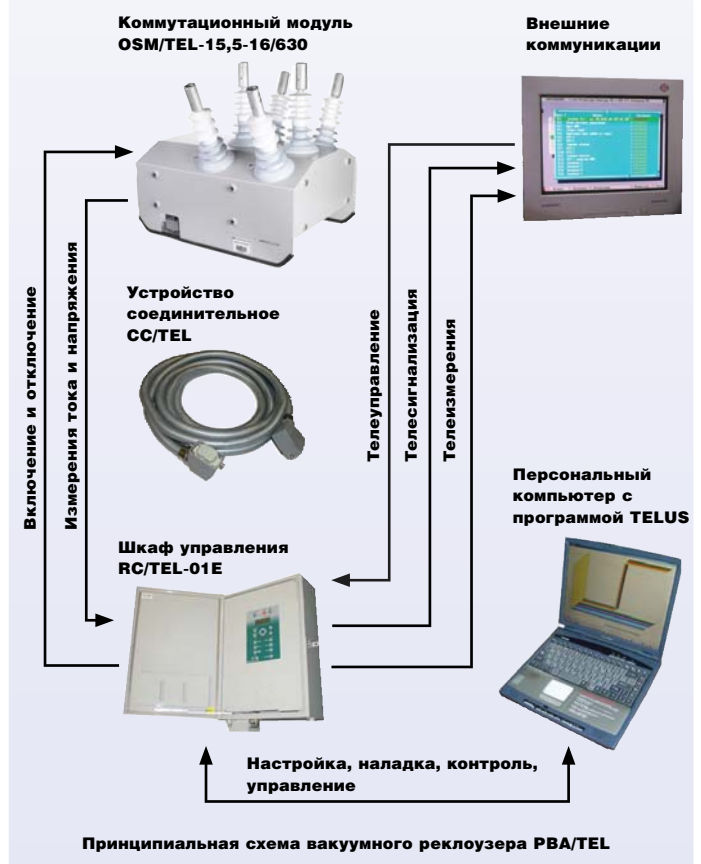 Коммутационный модуль
OSM/TEL-15,5-16/630
Внешние
коммуникации
Включение и отключение
Измерения тока и напряжения
Устройство
соединительное
CC/TEL
Телеуправление
Телесигнализация
Телеизмерения
Персональный
компьютер с
программой TELUS
Шкаф управления
RC/TEL-01E
Настройка, наладка, контроль,
управление
Принципиальная схема вакуумного реклоузера РВА/TEL